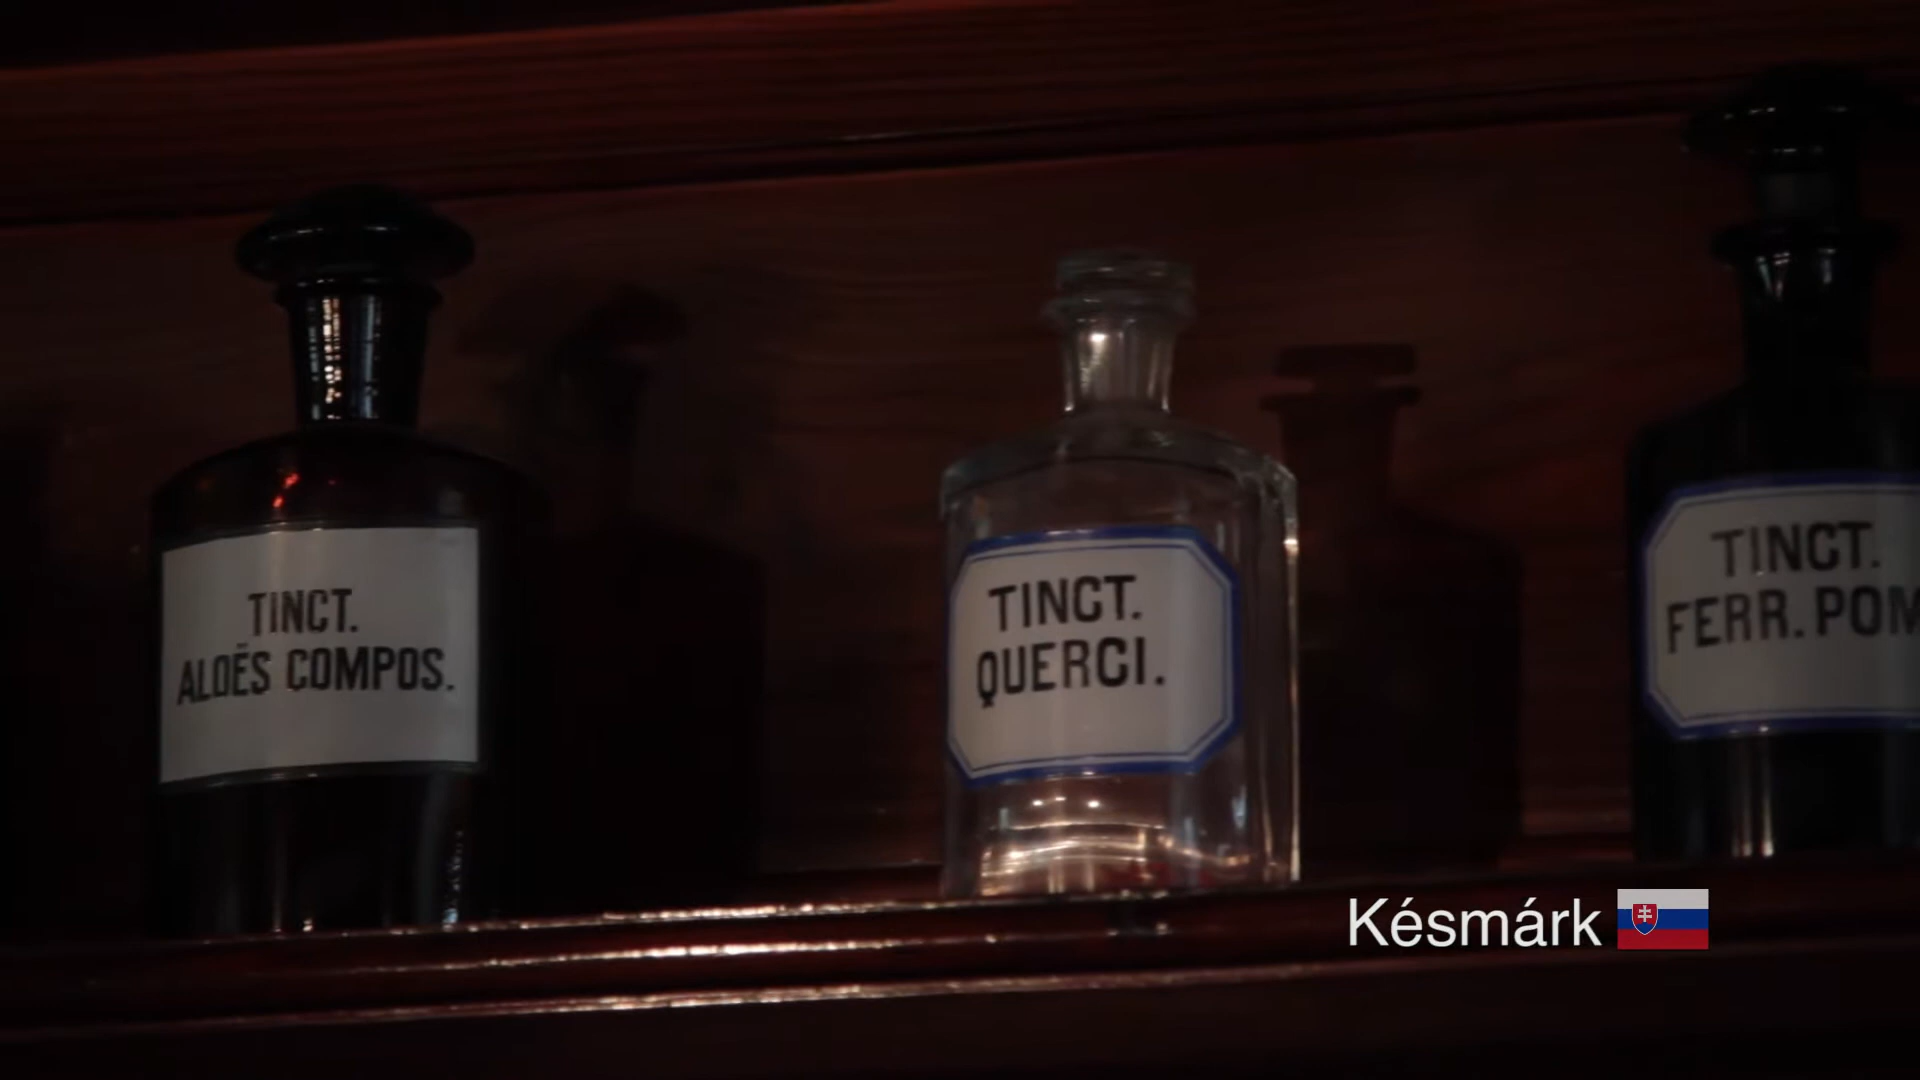 TINCT.
ALOËS COMPOS.
TINCT.
QUERCI.
TINCT.
FERR. POM
Késmárk